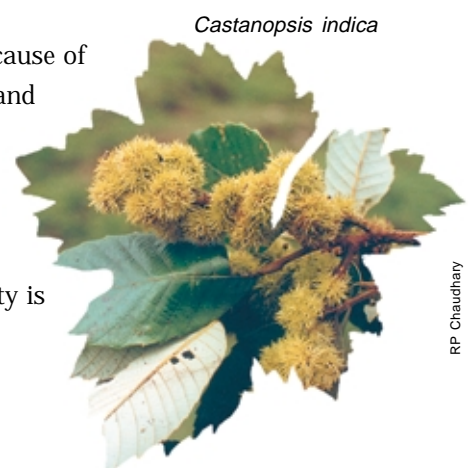 Castanopsis indica
cause of
and
ty is
RP Chaudhary